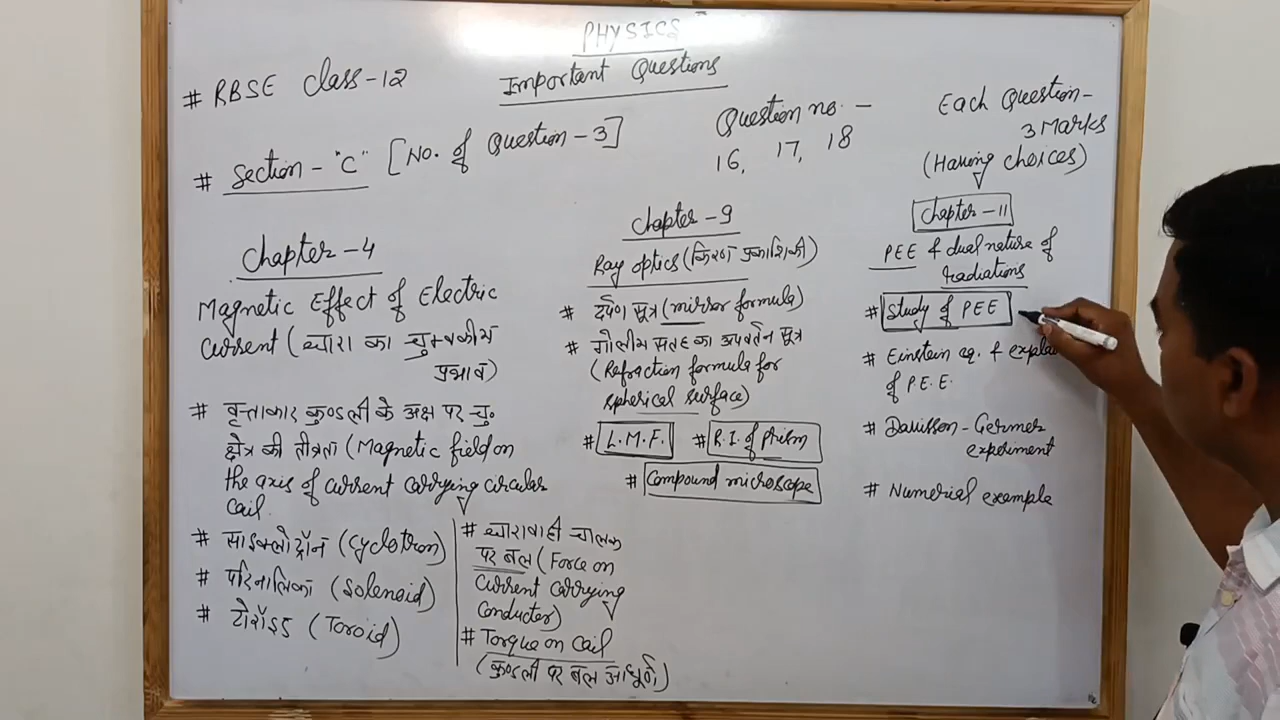 PHYSICS
Important Questions
# RBSE Class-12
# Section - "C" [No. of Question - 3]
Question no. -
16, 17, 18
Each Question -
3 Marks
(Having choices)
Chapter - 4
Magnetic Effect of Electric
Current (धारा का चुम्बकीय
प्रभाव)
# वृत्ताकार कुण्डली के अक्ष पर चु०
क्षेत्र की तीव्रता (Magnetic field on
the axis of current carrying circular
cail.
# साइक्लोट्रॉन (Cyclotron)
# परिनालिका (Solenoid)
# टोरॉइड (Toroid)
# धारावाही चालक
पर बल (Force on
current carrying
conductor)
# Torque on Cail
(कुण्डली पर बल आघूर्ण)
Chapter - 9
Ray optics (किरण प्रकाशिकी)
# दर्पण सूत्र (mirror formula)
# गोलीय सतह का अपवर्तन सूत्र
(Refraction formula for
spherical surface)
# L.M.F. # R.I. of prism
# Compound microscope
Chapter - 11
PEE & dual nature of
radiations
# Study of PEE
# Einstein eq. & expla
of P.E.E.
# Davisson - Germer
experiment
# Numerical example